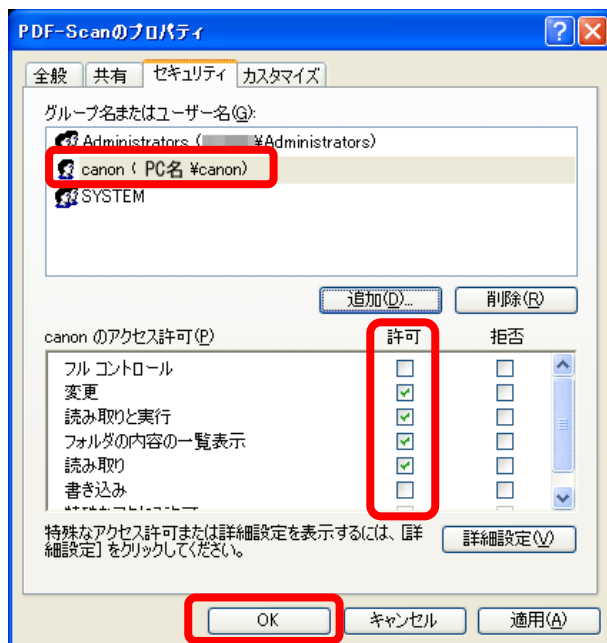 PDF-Scanのプロパティ
全般 共有 セキュリティ カスタマイズ
グループ名またはユーザー名(G):
Administrators ( ¥Administrators)
canon ( PC名 ¥canon)
SYSTEM
追加(D)... 削除(R)
canon のアクセス許可(P) 許可 拒否
フル コントロール
変更
読み取りと実行
フォルダの内容の一覧表示
読み取り
書き込み
特殊なアクセス許可または詳細設定を表示するには、[詳
細設定] をクリックしてください。
詳細設定(V)
OK キャンセル 適用(A)